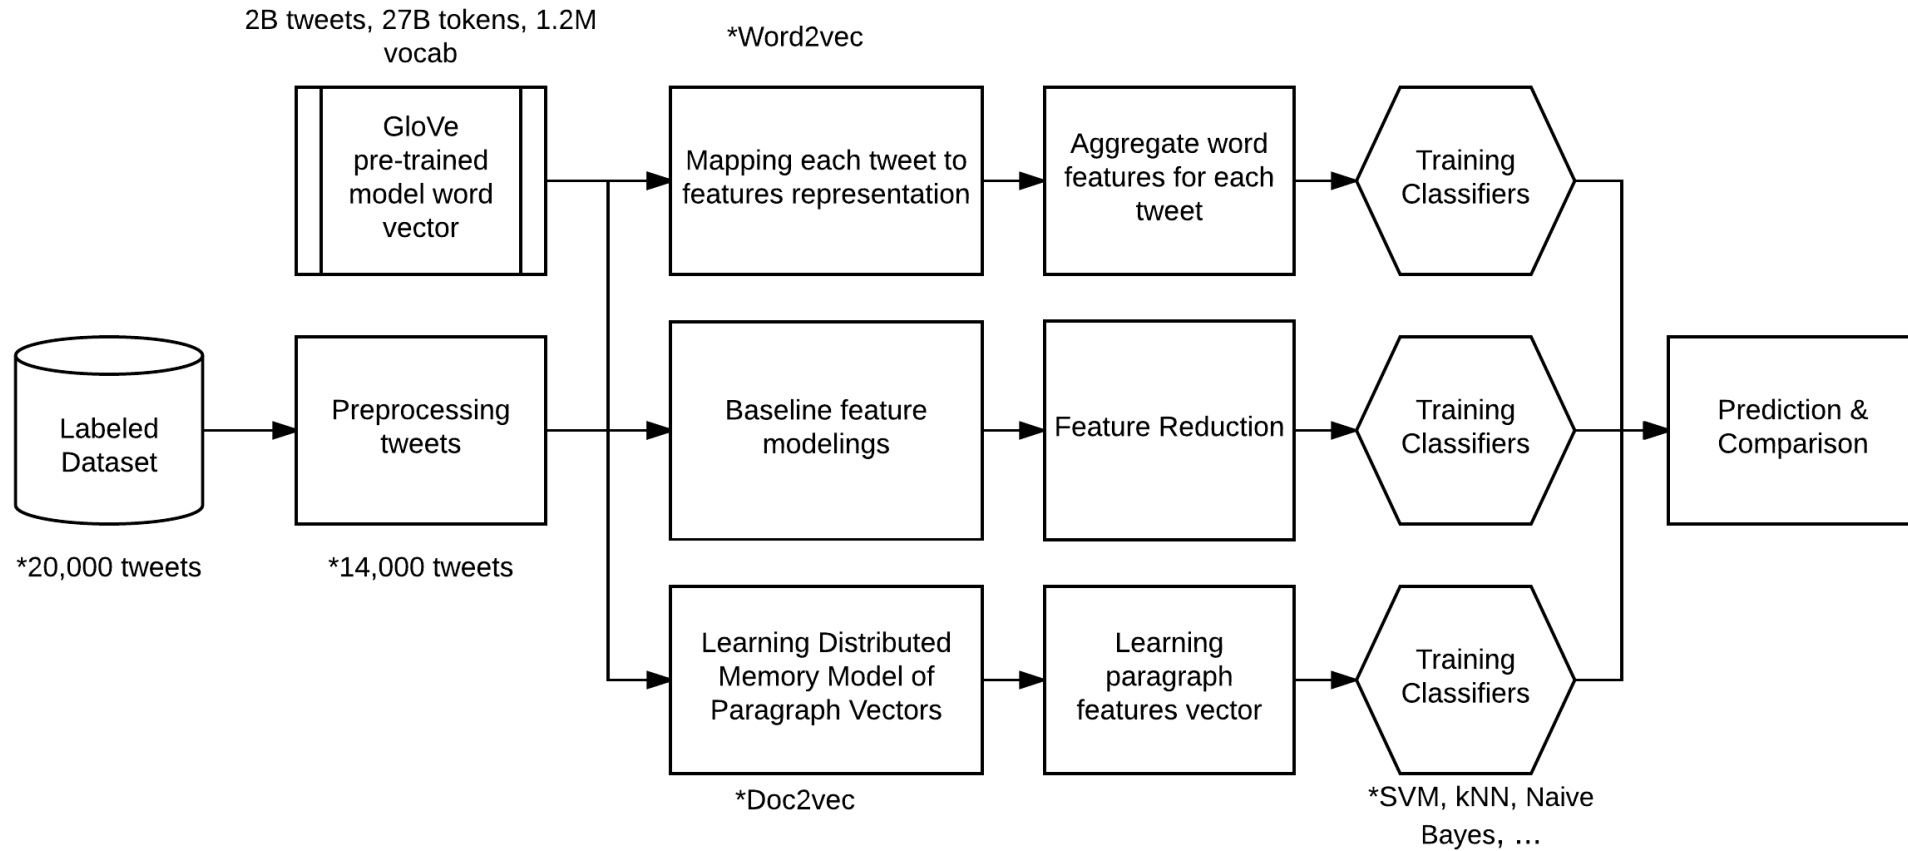 2B tweets, 27B tokens, 1.2M
vocab
*Word2vec
GloVe
pre-trained
model word
vector
Mapping each tweet to
features representation
Aggregate word
features for each
tweet
Training
Classifiers
Labeled
Dataset
*20,000 tweets
Preprocessing
tweets
*14,000 tweets
Baseline feature
modelings
Feature Reduction
Training
Classifiers
Prediction &
Comparison
Learning Distributed
Memory Model of
Paragraph Vectors
*Doc2vec
Learning
paragraph
features vector
Training
Classifiers
*SVM, kNN, Naive
Bayes, ...